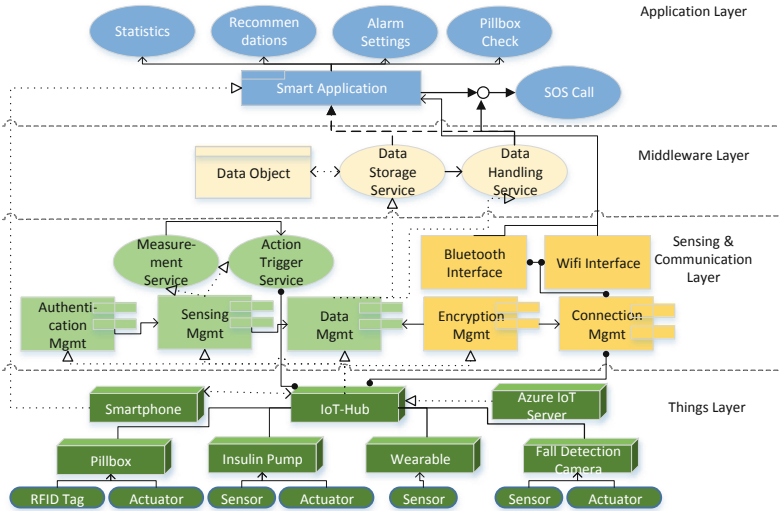 Application Layer
Statistics
Recommen
dations
Alarm
Settings
Pillbox
Check
Smart Application
SOS Call
Middleware Layer
Data Object
Data
Storage
Service
Data
Handling
Service
Measure-
ment
Service
Action
Trigger
Service
Bluetooth
Interface
Wifi Interface
Sensing &
Communication
Layer
Authenti-
cation
Mgmt
Sensing
Mgmt
Data
Mgmt
Encryption
Mgmt
Connection
Mgmt
Things Layer
Smartphone
IoT-Hub
Azure IoT
Server
Pillbox
Insulin Pump
Wearable
Fall Detection
Camera
RFID Tag
Actuator
Sensor
Actuator
Sensor
Sensor
Actuator